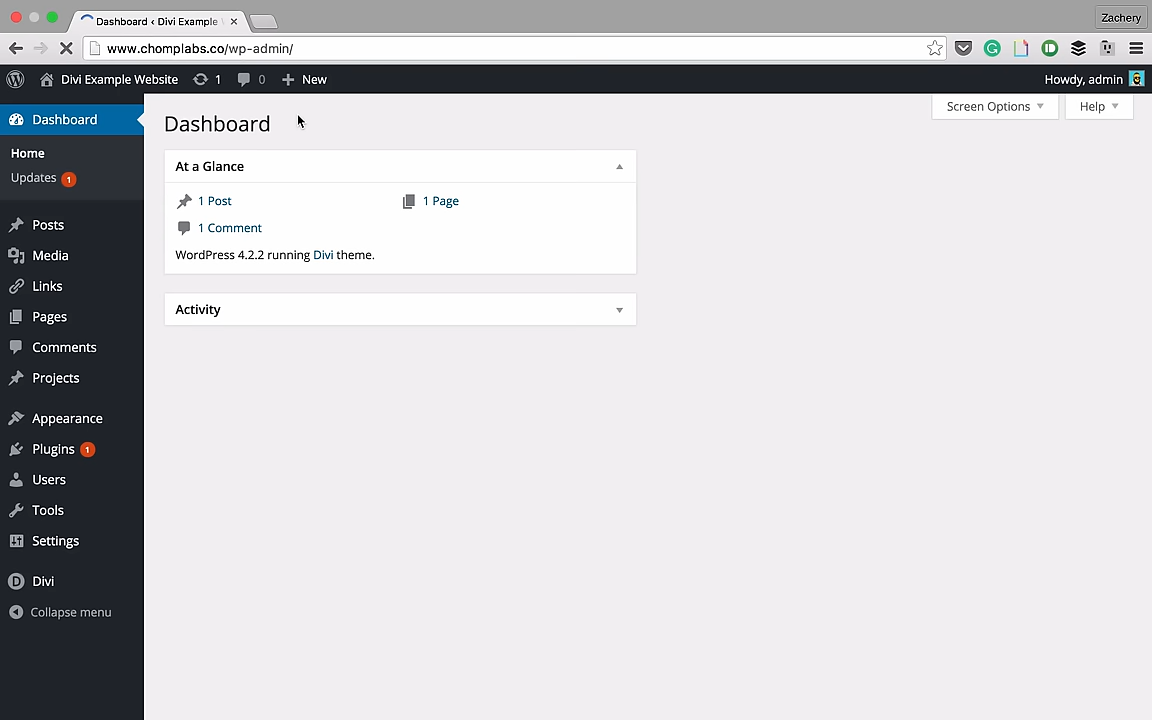 Dashboard ‹ Divi Example
Zachery
www.chomplabs.co/wp-admin/
Divi Example Website 1 0 New Howdy, admin
Screen Options Help
Dashboard
Home
Updates 1
Posts
Media
Links
Pages
Comments
Projects
Appearance
Plugins 1
Users
Tools
Settings
Divi
Collapse menu
Dashboard
At a Glance
1 Post 1 Page
1 Comment
WordPress 4.2.2 running Divi theme.
Activity